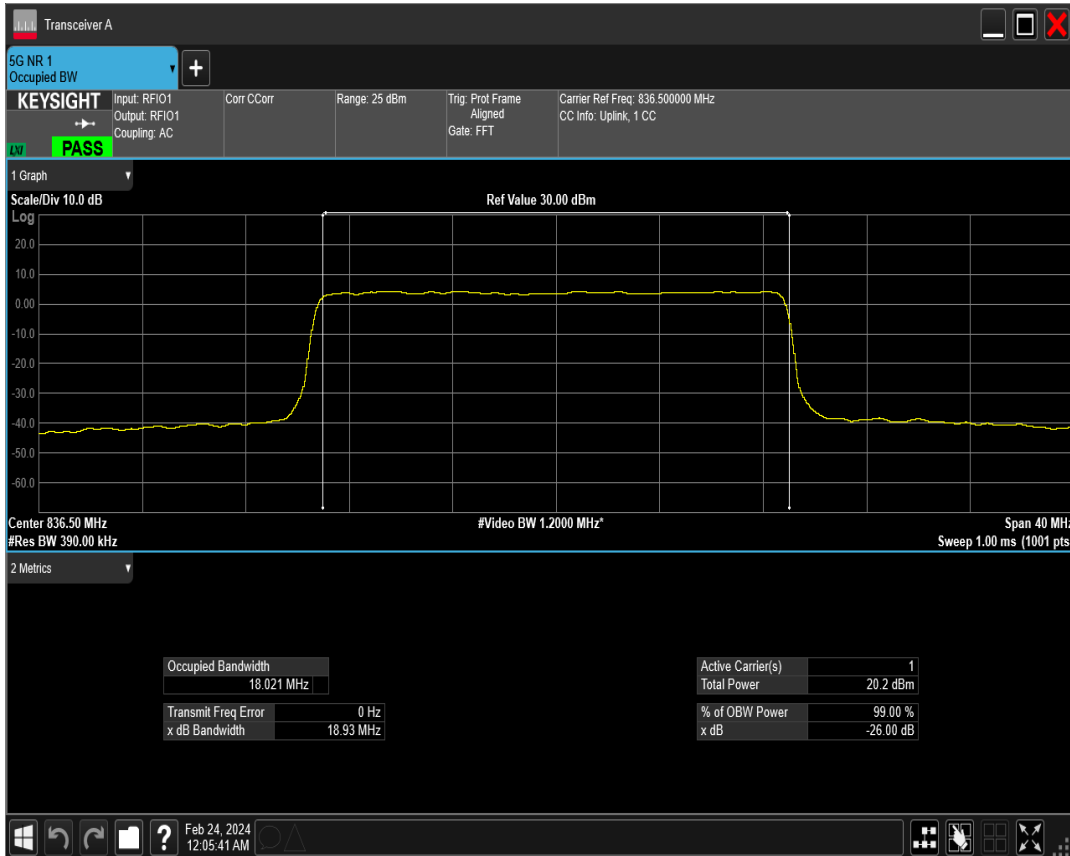 Transceiver A
5G NR 1
Occupied BW
+
KEYSIGHT
LXI
PASS
Input: RFIO1
Output: RFIO1
Coupling: AC
Corr CCorr
Range: 25 dBm
Trig: Prot Frame
Aligned
Gate: FFT
Carrier Ref Freq: 836.500000 MHz
CC Info: Uplink, 1 CC
1 Graph
Scale/Div 10.0 dB
Ref Value 30.00 dBm
Log
20.0
10.0
0.00
-10.0
-20.0
-30.0
-40.0
-50.0
-60.0
Center 836.50 MHz
#Video BW 1.2000 MHz*
Span 40 MHz
#Res BW 390.00 kHz
Sweep 1.00 ms (1001 pts
2 Metrics
Occupied Bandwidth
18.021 MHz
Transmit Freq Error 0 Hz
x dB Bandwidth 18.93 MHz
Active Carrier(s) 1
Total Power 20.2 dBm
% of OBW Power 99.00 %
x dB -26.00 dB
?
Feb 24, 2024
12:05:41 AM